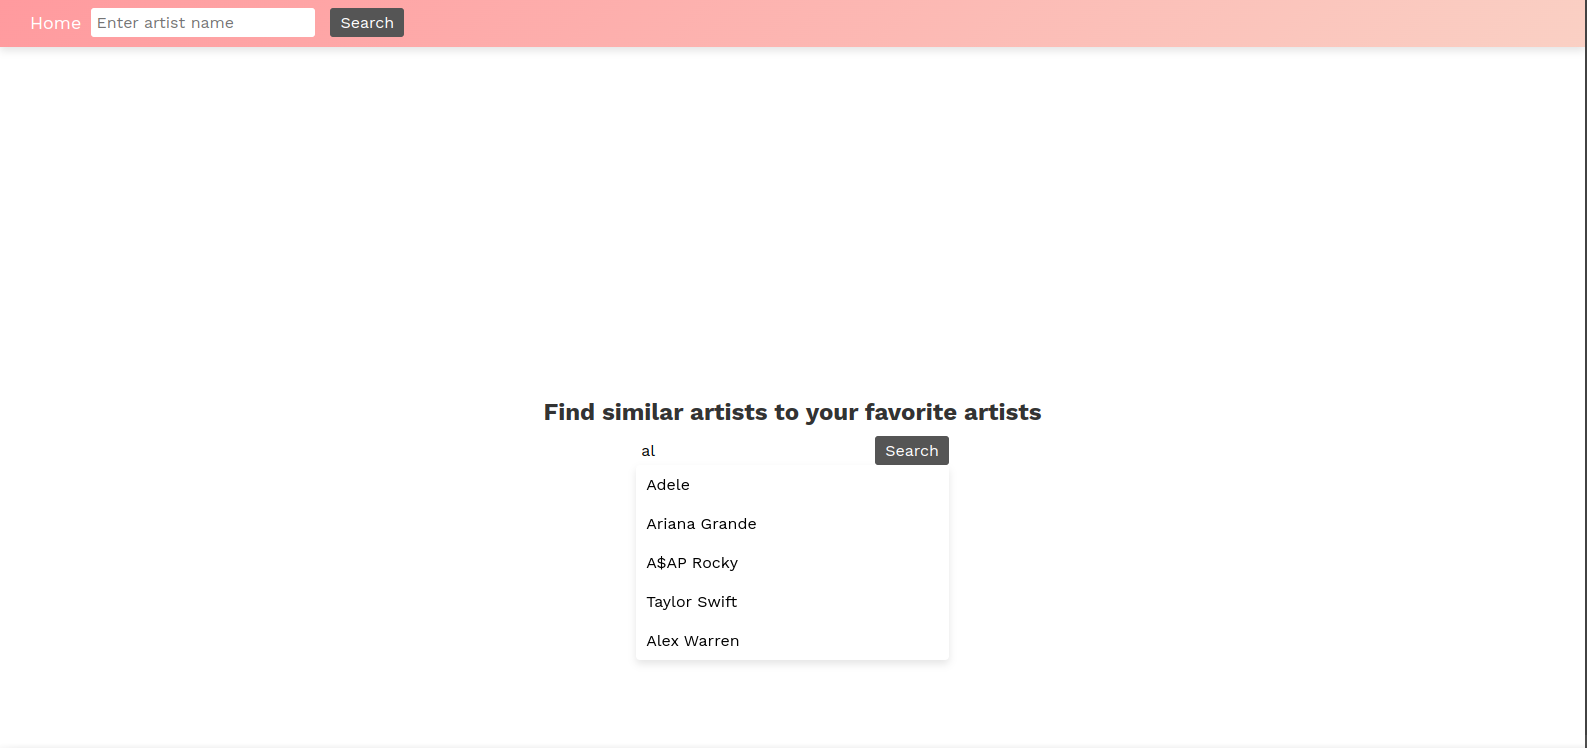 Home Enter artist name Search
Find similar artists to your favorite artists
al Search
Adele
Ariana Grande
A$AP Rocky
Taylor Swift
Alex Warren